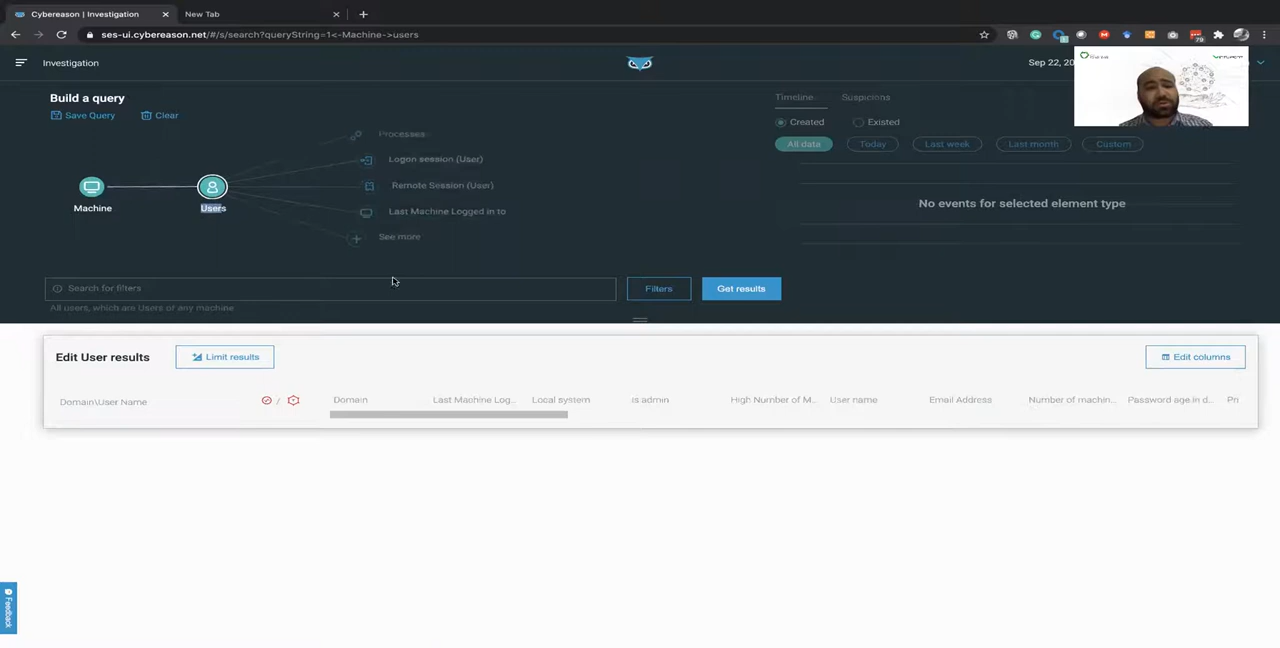 Cybereason | Investigation
New Tab
ses-ui.cybereason.net/#/s/search?queryString=1<-Machine->users
79
Investigation
Sep 22, 20
Build a query
Save Query
Clear
Timeline
Suspicions
Created
Existed
All data
Today
Last week
Last month
Custom
Processes
Logon session (User)
Remote Session (User)
Last Machine Logged in to
See more
Machine
Users
No events for selected element type
Search for filters
Filters
Get results
All users, which are Users of any machine
Edit User results
Limit results
Edit columns
Domain\User Name
/
Domain
Last Machine Log...
Local system
Is admin
High Number of M...
User name
Email Address
Number of machin...
Password age in d...
Pri
Feedback